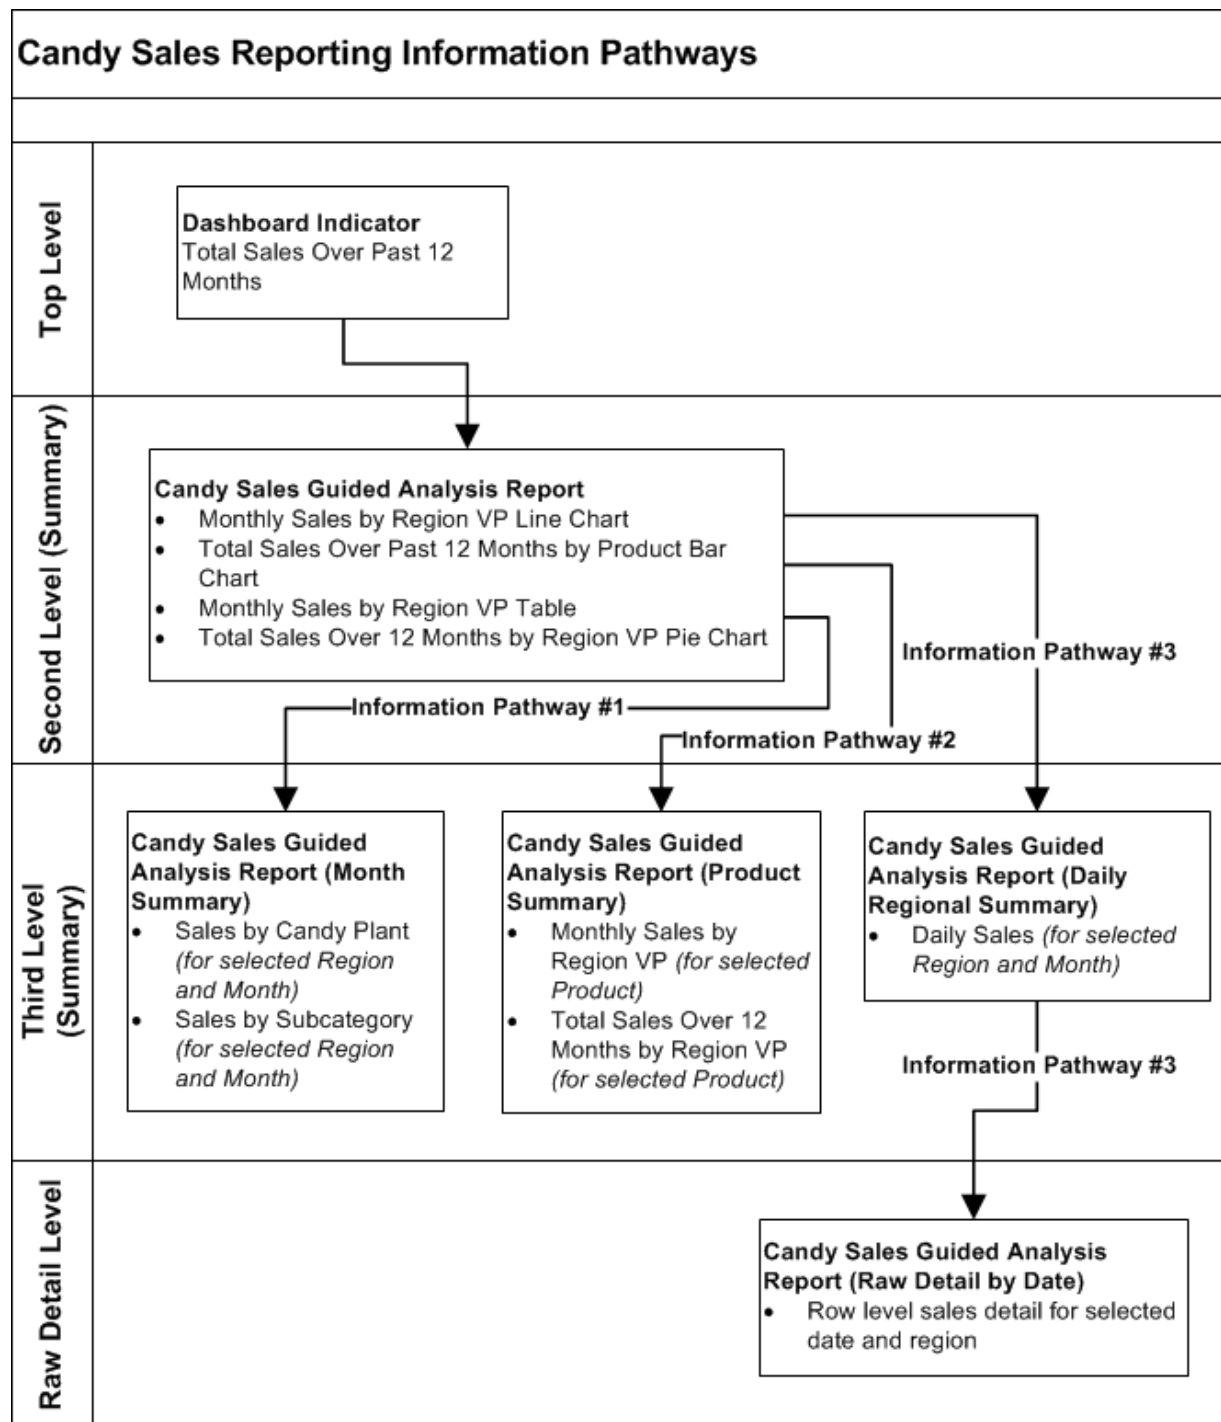 Candy Sales Reporting Information Pathways
Top Level
Dashboard Indicator
Total Sales Over Past 12
Months
Second Level (Summary)
Candy Sales Guided Analysis Report
• Monthly Sales by Region VP Line Chart
• Total Sales Over Past 12 Months by Product Bar
Chart
• Monthly Sales by Region VP Table
• Total Sales Over 12 Months by Region VP Pie Chart
Information Pathway #3
Information Pathway #1
Information Pathway #2
Third Level
(Summary)
Candy Sales Guided
Analysis Report (Month
Summary)
• Sales by Candy Plant
(for selected Region
and Month)
• Sales by Subcategory
(for selected Region
and Month)
Candy Sales Guided
Analysis Report (Product
Summary)
• Monthly Sales by
Region VP (for selected
Product)
• Total Sales Over 12
Months by Region VP
(for selected Product)
Candy Sales Guided
Analysis Report (Daily
Regional Summary)
• Daily Sales (for selected
Region and Month)
Information Pathway #3
Raw Detail Level
Candy Sales Guided Analysis
Report (Raw Detail by Date)
• Row level sales detail for selected
date and region